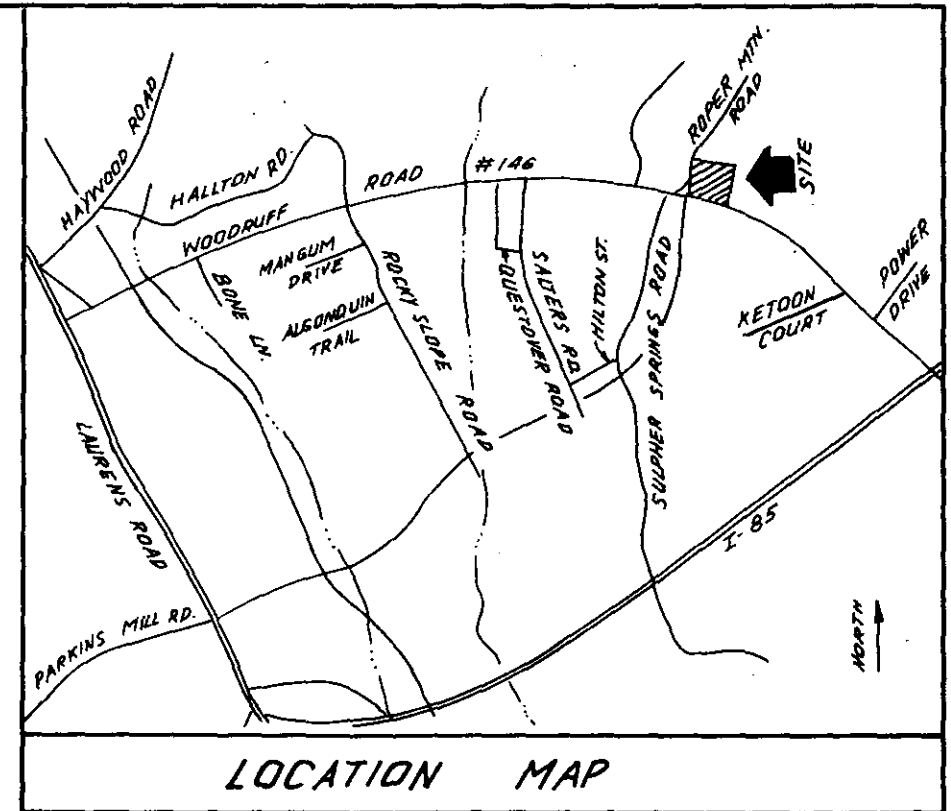 HAYWOOD ROAD
HALLTON RD.
WOODRUFF ROAD
#146
ROPER MTN.
ROAD
SITE
MANGUM
DRIVE
BONE LN.
ALGONQUIN
TRAIL
ROCKY SLOPE ROAD
SALTERS RD.
QUESTOVER ROAD
HILTON ST.
SULPHER SPRINGS ROAD
KETOON
COURT
POWER
DRIVE
LAURENS ROAD
I-85
PARKINS MILL RD.
NORTH
LOCATION MAP